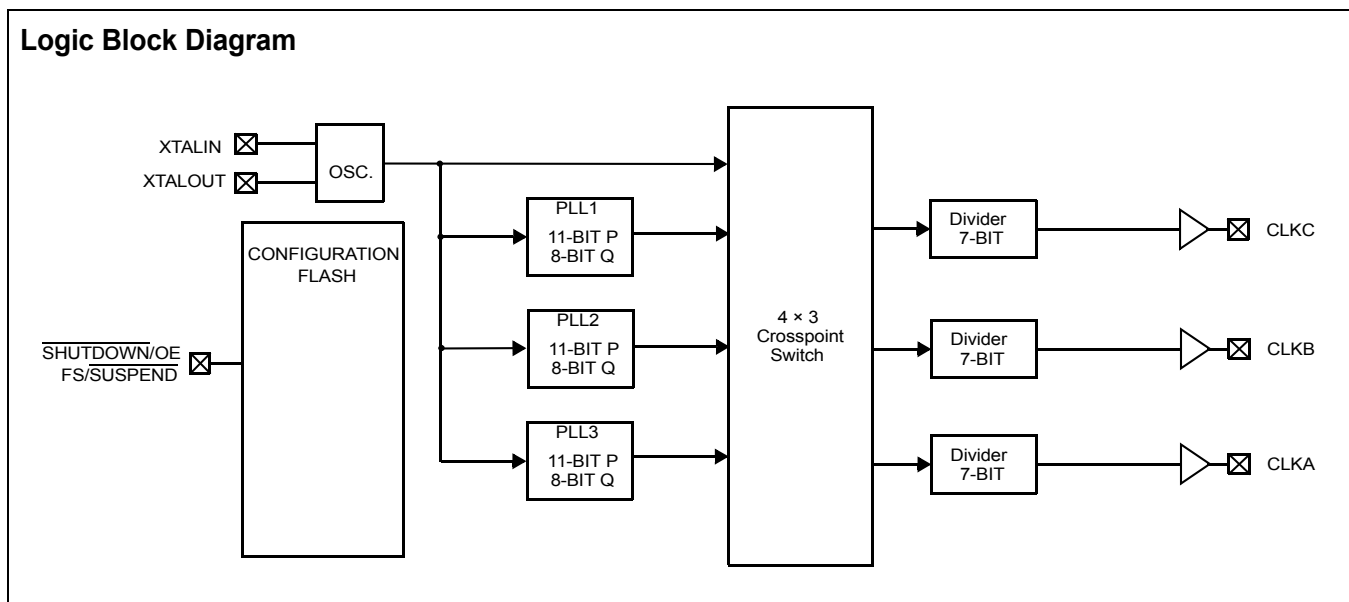 Logic Block Diagram
XTALIN
XTALOUT
OSC.
CONFIGURATION
FLASH
SHUTDOWN/OE
FS/SUSPEND
PLL1
11-BIT P
8-BIT Q
PLL2
11-BIT P
8-BIT Q
PLL3
11-BIT P
8-BIT Q
4 × 3
Crosspoint
Switch
Divider
7-BIT
CLKC
Divider
7-BIT
CLKB
Divider
7-BIT
CLKA